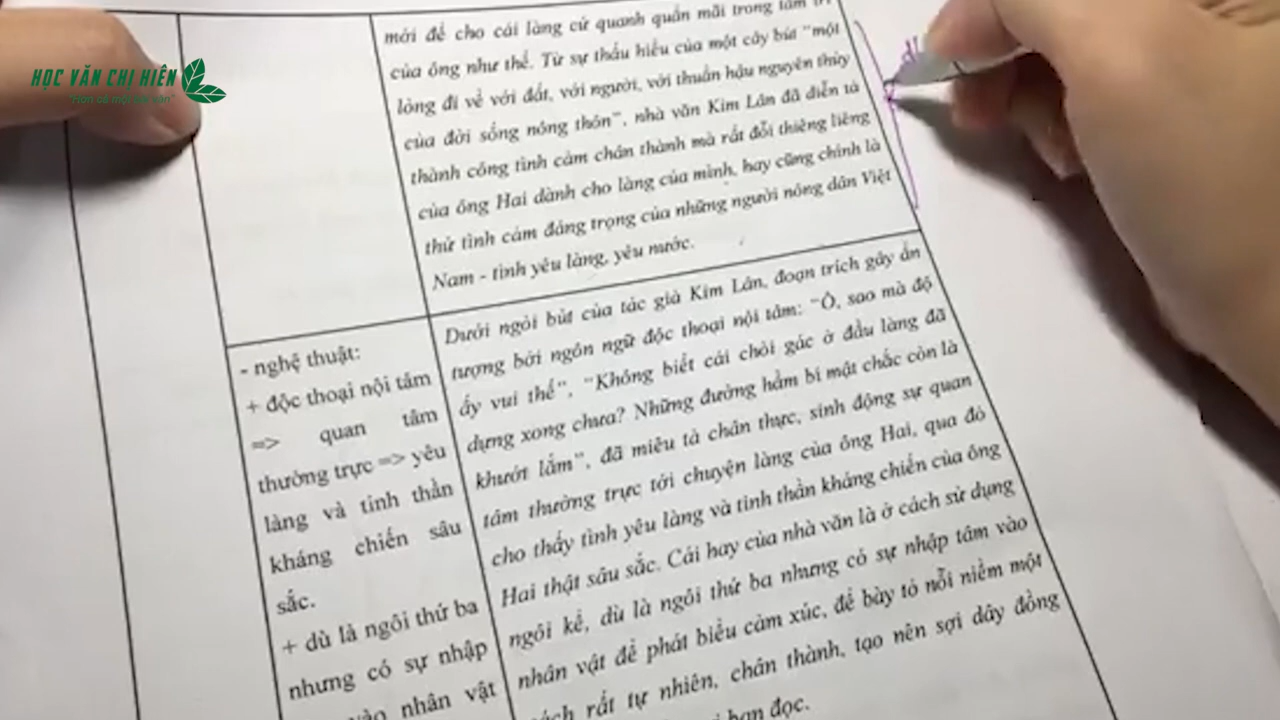 HỌC VĂN CHỊ HIÊN
mới để cho cái làng cứ quanh quẩn mãi trong tâm trí
của ông như thế. Từ sự thấu hiểu của một cây bút "một
lòng đi về với đất, với người, với thuần hậu nguyên thủy
của đời sống nông thôn", nhà văn Kim Lân đã diễn tả
thành công tình cảm chân thành mà rất đỗi thiêng liêng
của ông Hai dành cho làng của mình, hay cũng chính là
thứ tình cảm đáng trọng của những người nông dân Việt
Nam - tình yêu làng, yêu nước.
- nghệ thuật:
+ độc thoại nội tâm
=> quan tâm
thường trực => yêu
làng và tinh thần
kháng chiến sâu
sắc.
+ dù là ngôi thứ ba
nhưng có sự nhập
vào nhân vật
Dưới ngòi bút của tác giả Kim Lân, đoạn trích gây ấn
tượng bởi ngôn ngữ độc thoại nội tâm: "Ô, sao mà độ
ấy vui thế", "Không biết cái chòi gác ở đầu làng đã
dựng xong chưa? Những đường hầm bí mật chắc còn là
khướt lắm", đã miêu tả chân thực, sinh động sự quan
tâm thường trực tới chuyện làng của ông Hai, qua đó
cho thấy tình yêu làng và tinh thần kháng chiến của ông
Hai thật sâu sắc. Cái hay của nhà văn là ở cách sử dụng
ngôi kể, dù là ngôi thứ ba nhưng có sự nhập tâm vào
nhân vật để phát biểu cảm xúc, để bày tỏ nỗi niềm một
cách rất tự nhiên, chân thành, tạo nên sợi dây đồng
bạn đọc.